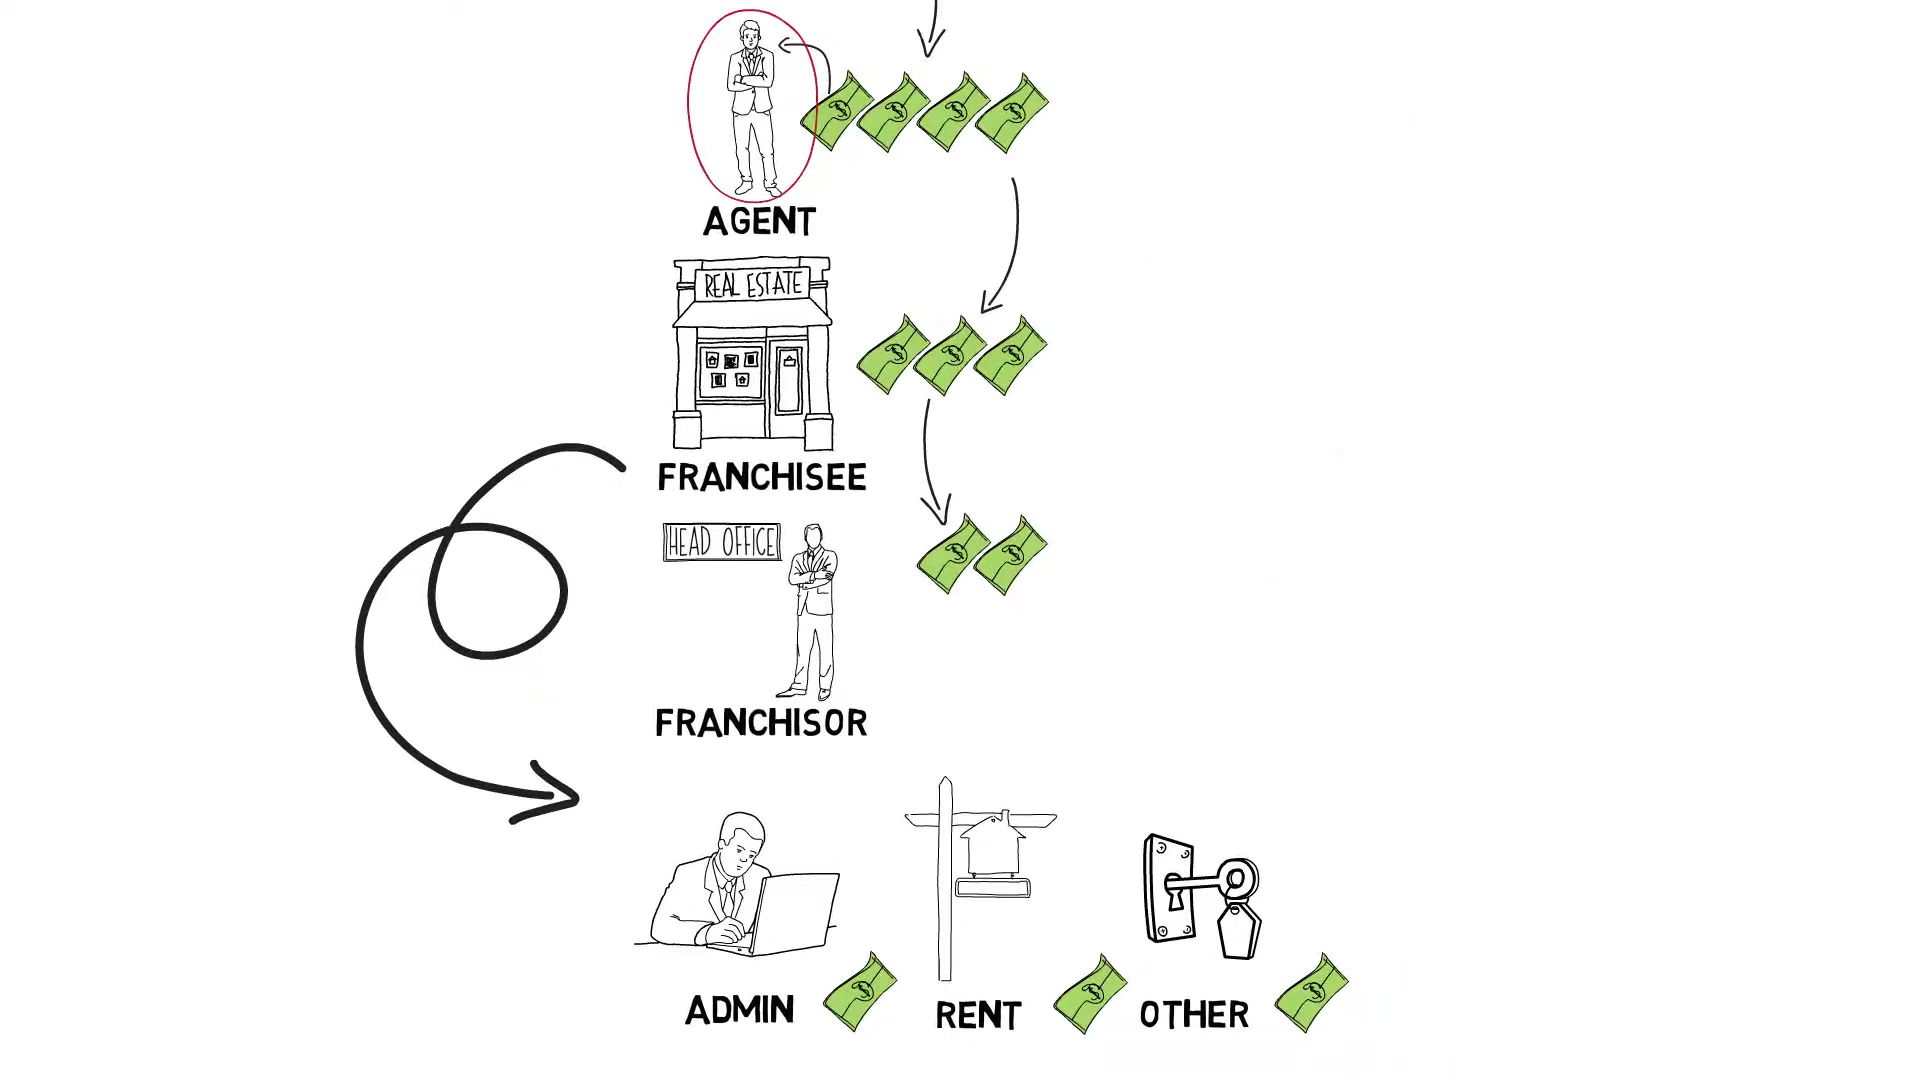 AGENT
REAL ESTATE
FRANCHISEE
HEAD OFFICE
FRANCHISOR
ADMIN
RENT
OTHER